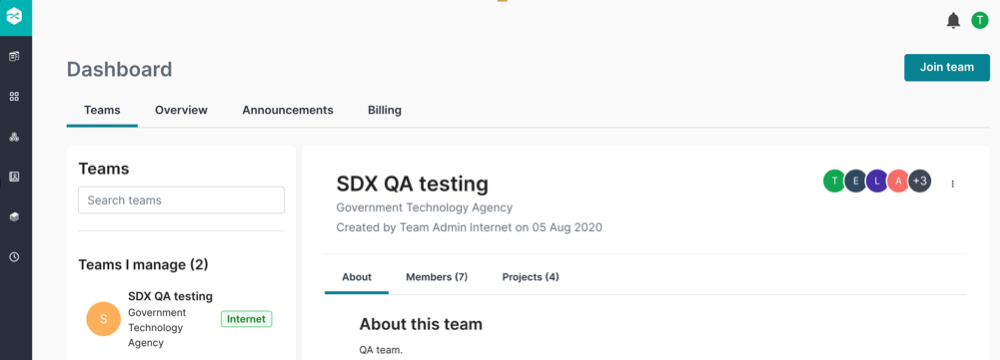 T
Dashboard
Join team
Teams
Overview
Announcements
Billing
Teams
Search teams
Teams I manage (2)
S
SDX QA testing
Government
Technology
Agency
Internet
SDX QA testing
T E L A +3
Government Technology Agency
Created by Team Admin Internet on 05 Aug 2020
About
Members (7)
Projects (4)
About this team
QA team.